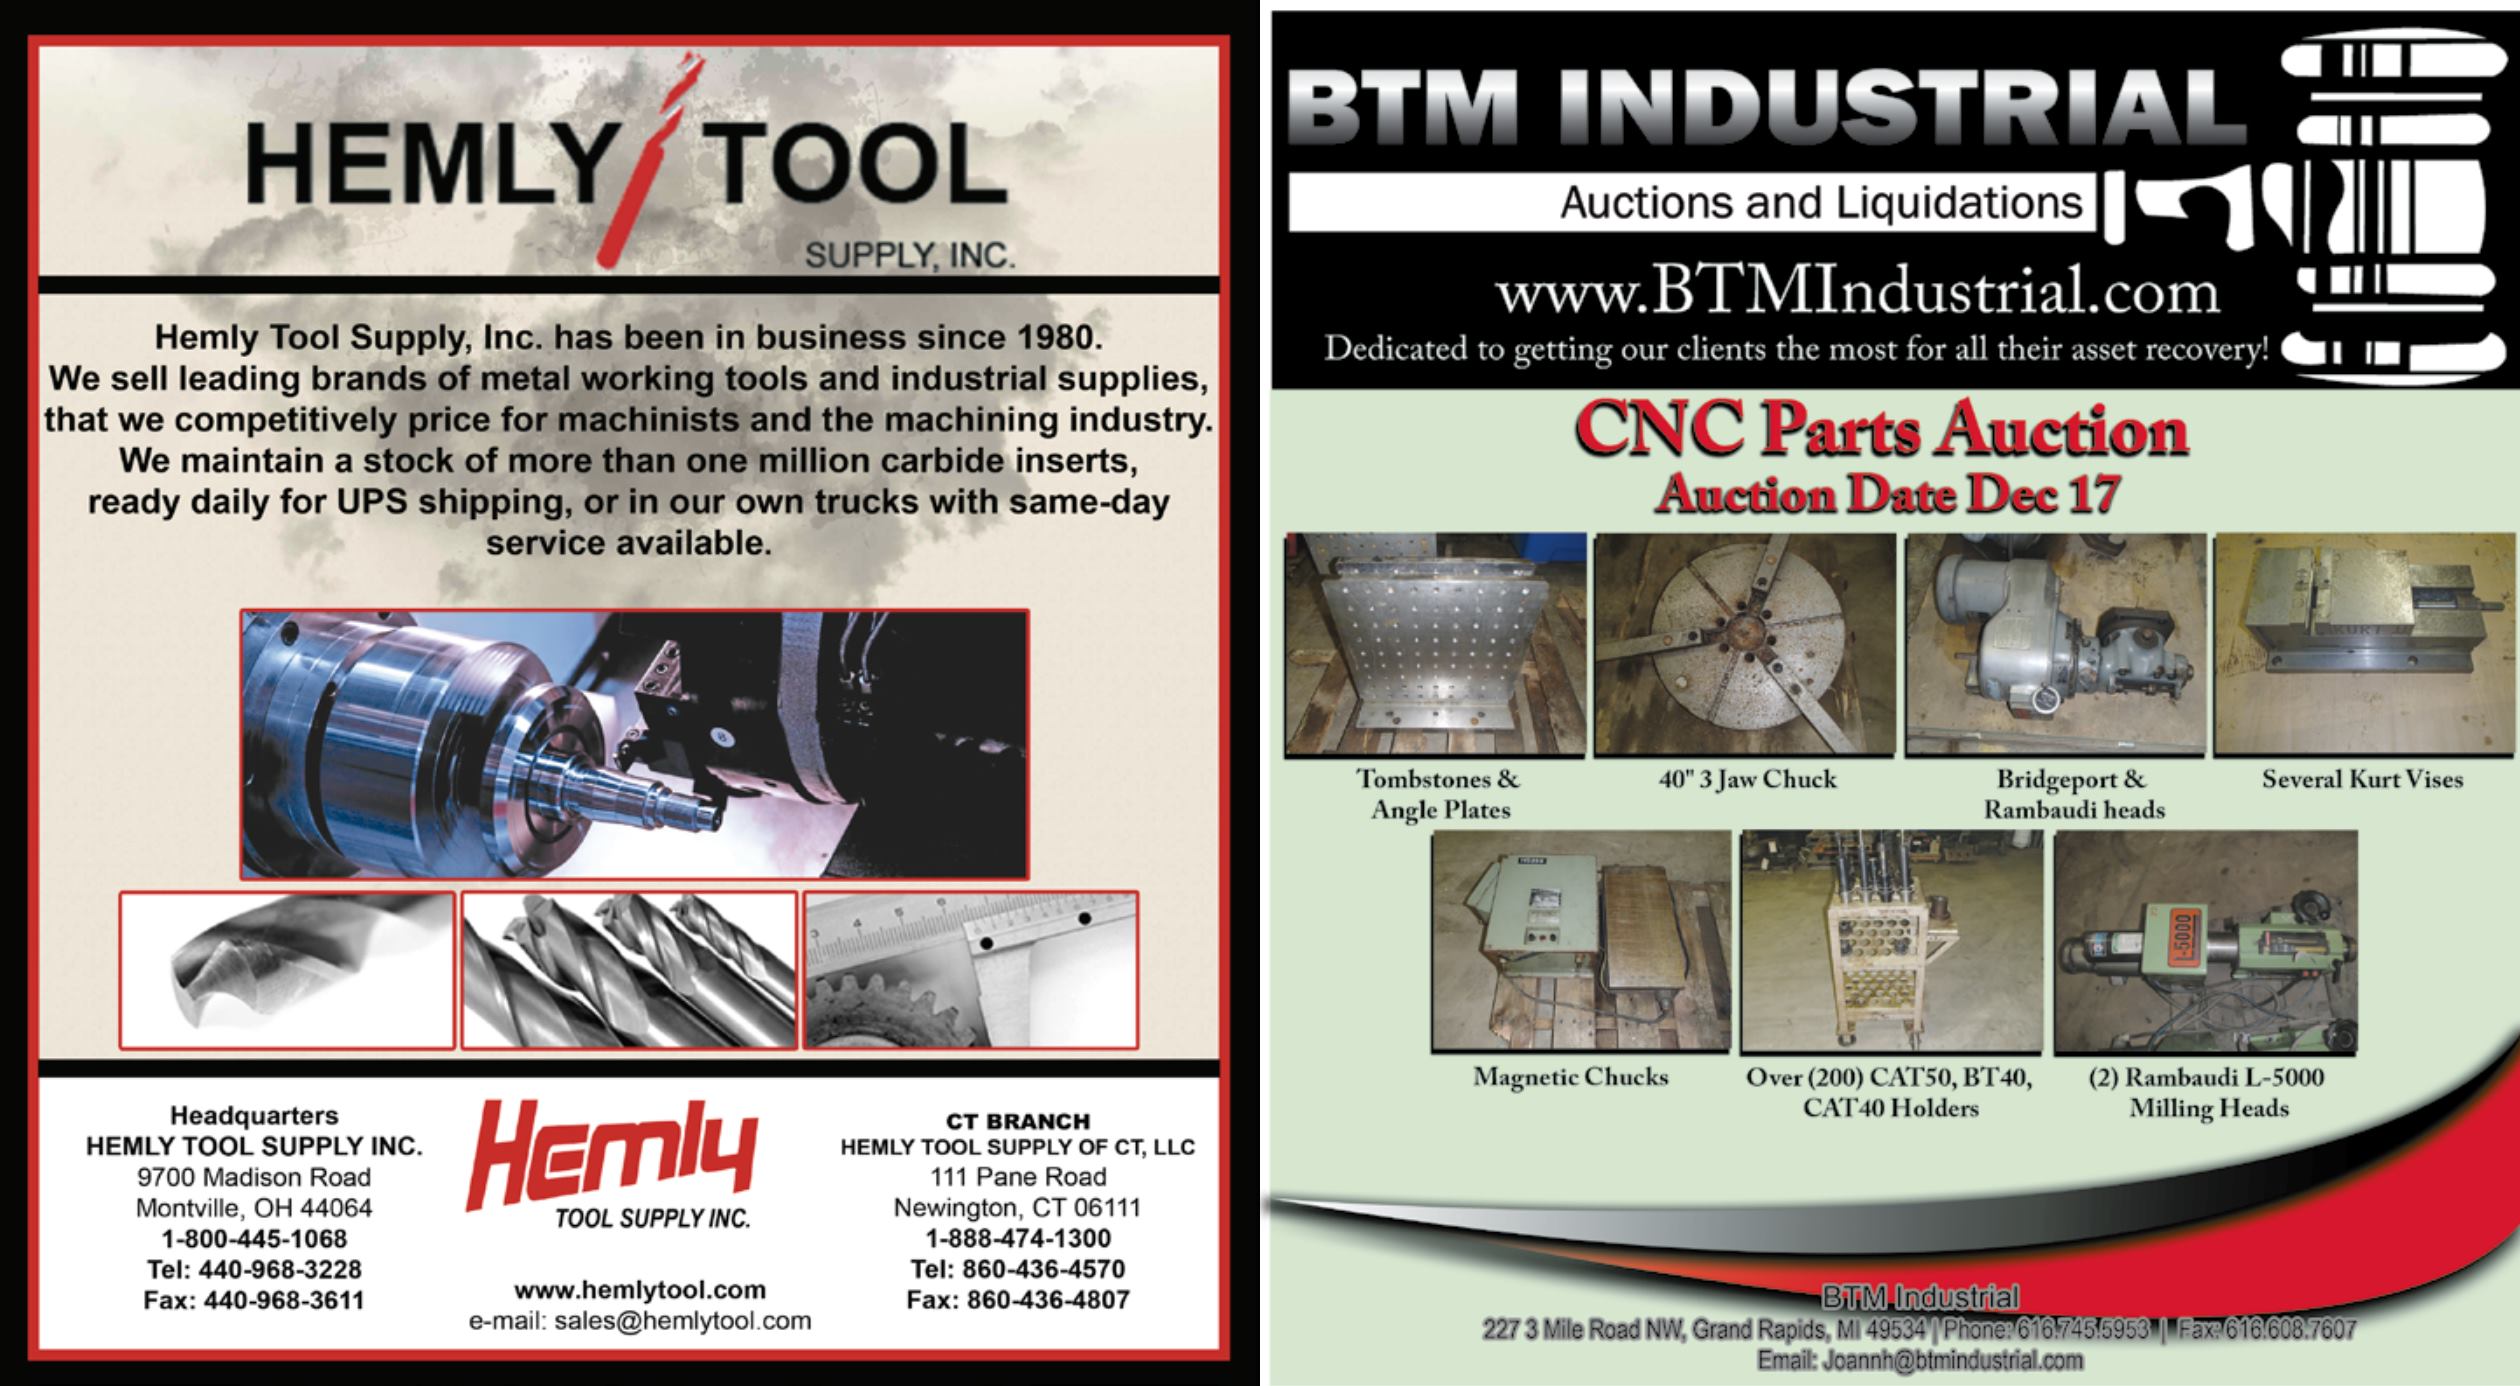 HEMLY TOOL
SUPPLY, INC.
Hemly Tool Supply, Inc. has been in business since 1980.
We sell leading brands of metal working tools and industrial supplies,
that we competitively price for machinists and the machining industry.
We maintain a stock of more than one million carbide inserts,
ready daily for UPS shipping, or in our own trucks with same-day
service available.
Headquarters
HEMLY TOOL SUPPLY INC.
9700 Madison Road
Montville, OH 44064
1-800-445-1068
Tel: 440-968-3228
Fax: 440-968-3611
Hemly
TOOL SUPPLY INC.
www.hemlytool.com
e-mail: sales@hemlytool.com
CT BRANCH
HEMLY TOOL SUPPLY OF CT, LLC
111 Pane Road
Newington, CT 06111
1-888-474-1300
Tel: 860-436-4570
Fax: 860-436-4807
BTM INDUSTRIAL
Auctions and Liquidations
www.BTMIndustrial.com
Dedicated to getting our clients the most for all their asset recovery!
CNC Parts Auction
Auction Date Dec 17
KURT
Tombstones &
Angle Plates
40" 3 Jaw Chuck
Bridgeport &
Rambaudi heads
Several Kurt Vises
L-5000
Magnetic Chucks
Over (200) CAT50, BT40,
CAT40 Holders
(2) Rambaudi L-5000
Milling Heads
BTM Industrial
227 3 Mile Road NW, Grand Rapids, MI 49534 | Phone: 616.745.5953 | Fax: 616.608.7607
Email: Joannh@btmindustrial.com